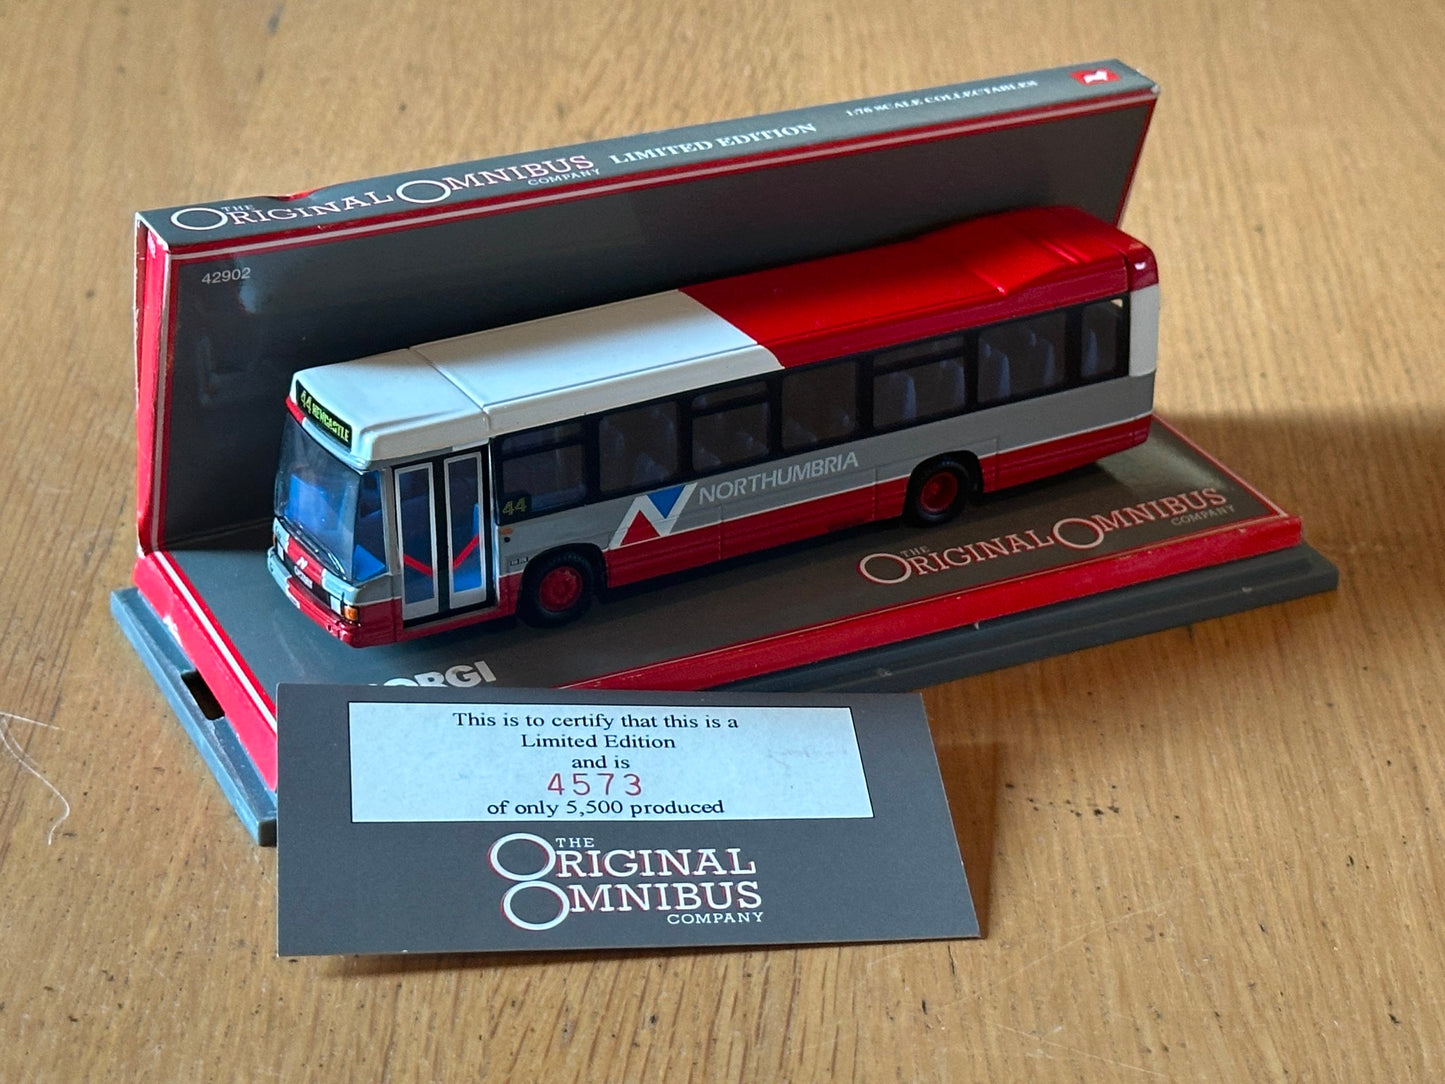 THE
ORIGINAL OMNIBUS
COMPANY
LIMITED EDITION
1:76 SCALE COLLECTABLES
42902
44 NEWCASTLE
44
NORTHUMBRIA
THE
ORIGINAL OMNIBUS
COMPANY
ORGI
This is to certify that this is a
Limited Edition
and is
4573
of only 5,500 produced
THE
ORIGINAL
OMNIBUS
COMPANY